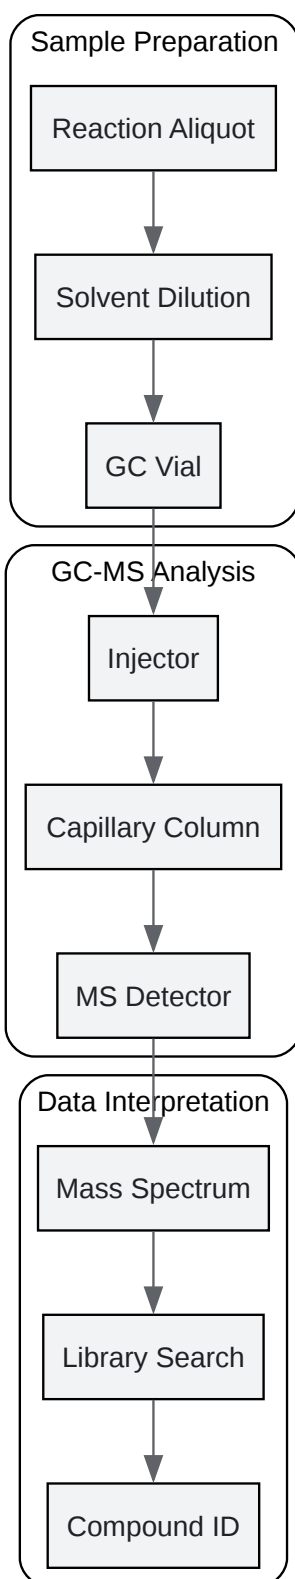 Sample Preparation
Reaction Aliquot
Solvent Dilution
GC Vial
GC-MS Analysis
Injector
Capillary Column
MS Detector
Data Interpretation
Mass Spectrum
Library Search
Compound ID